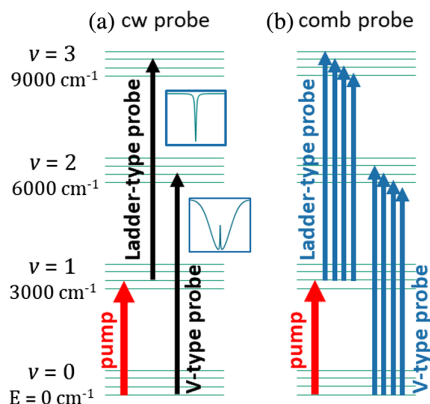 (a) cw probe
(b) comb probe
v = 3
9000 cm⁻¹
v = 2
6000 cm⁻¹
v = 1
3000 cm⁻¹
v = 0
E = 0 cm⁻¹
pump
Ladder-type probe
V-type probe
pump
Ladder-type probe
V-type probe